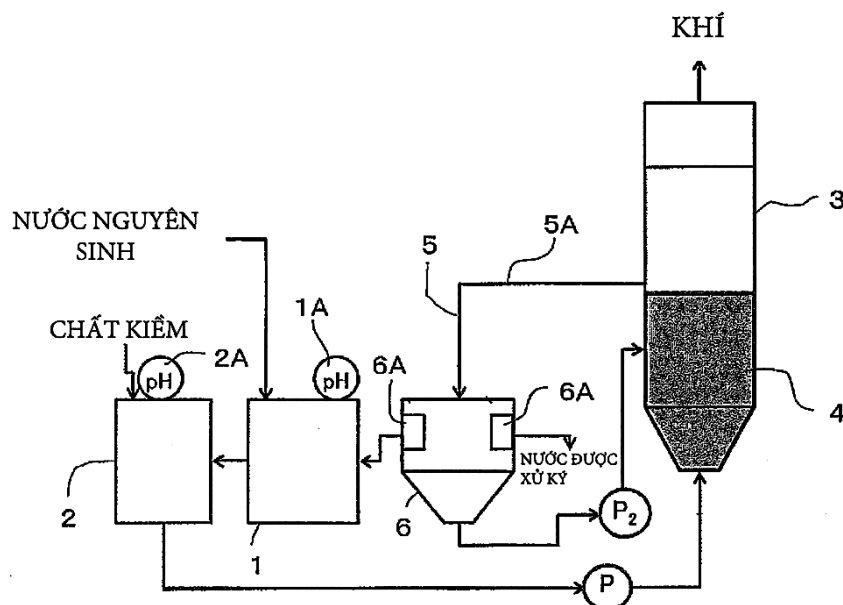 KHÍ
3
5
5A
NƯỚC NGUYÊN
SINH
1A
CHẤT KIỀM
2A
pH
pH
6A
6A
4
NƯỚC ĐƯỢC
XỬ KÝ
2
1
6
P₂
P